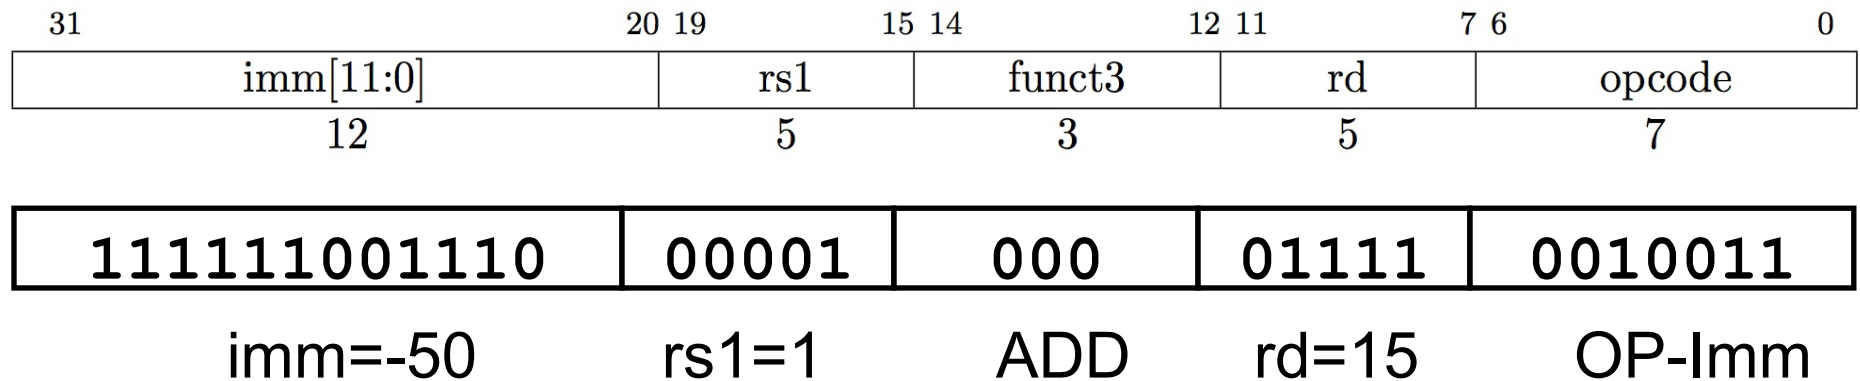 31 20 19 15 14 12 11 7 6 0
imm[11:0] rs1 funct3 rd opcode
12 5 3 5 7
111111001110 00001 000 01111 0010011
imm=-50 rs1=1 ADD rd=15 OP-Imm